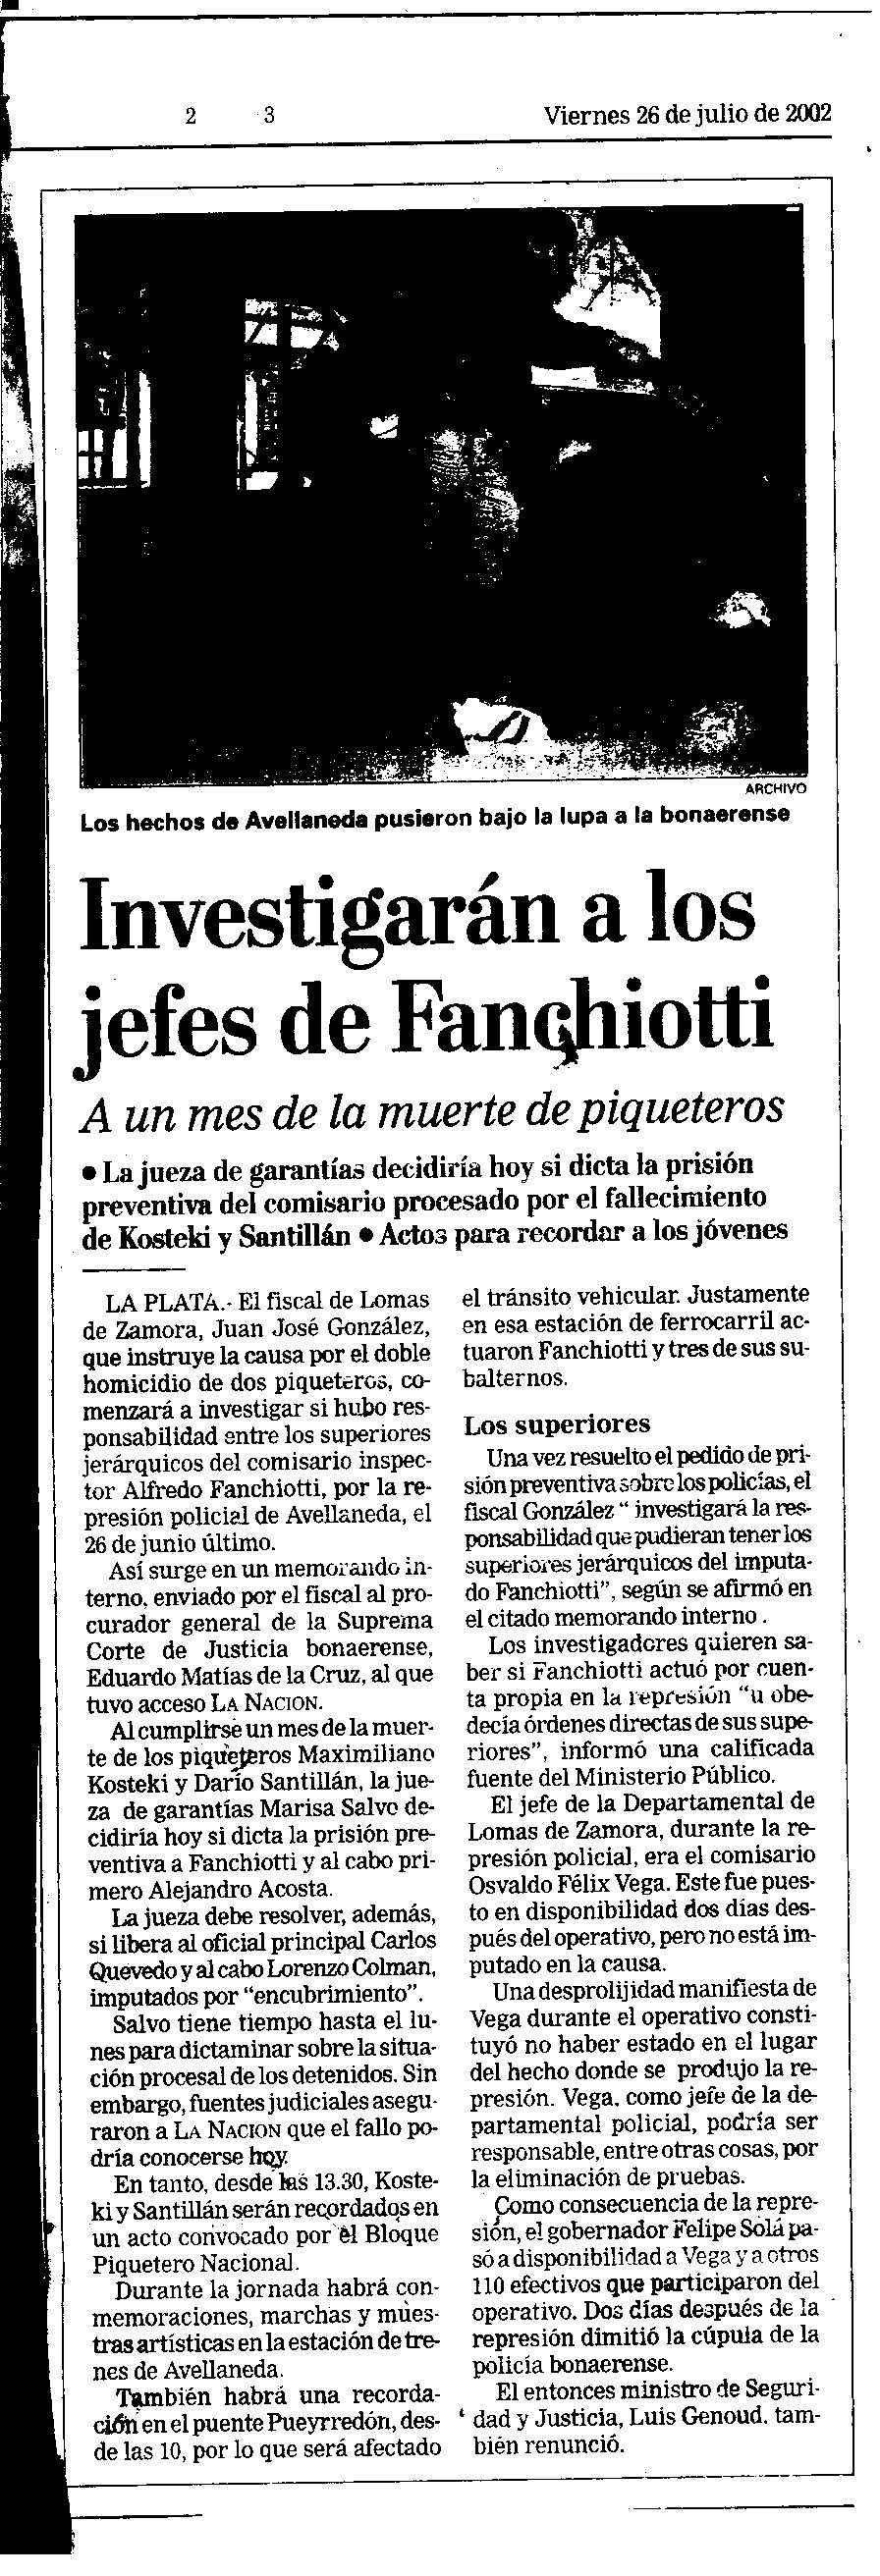 2 3 Viernes 26 de julio de 2002
ARCHIVO
Los hechos de Avellaneda pusieron bajo la lupa a la bonaerense
Investigarán a los
jefes de Fanchiotti
A un mes de la muerte de piqueteros
● La jueza de garantías decidiría hoy si dicta la prisión
preventiva del comisario procesado por el fallecimiento
de Kosteki y Santillán ● Actos para recordar a los jóvenes
LA PLATA.- El fiscal de Lomas
de Zamora, Juan José González,
que instruye la causa por el doble
homicidio de dos piqueteros, co-
menzará a investigar si hubo res-
ponsabilidad entre los superiores
jerárquicos del comisario inspec-
tor Alfredo Fanchiotti, por la re-
presión policial de Avellaneda, el
26 de junio último.
Así surge en un memorando in-
terno, enviado por el fiscal al pro-
curador general de la Suprema
Corte de Justicia bonaerense,
Eduardo Matías de la Cruz, al que
tuvo acceso LA NACION.
Al cumplirse un mes de la muer-
te de los piqueteros Maximiliano
Kosteki y Darío Santillán, la jue-
za de garantías Marisa Salvo de-
cidiría hoy si dicta la prisión pre-
ventiva a Fanchiotti y al cabo pri-
mero Alejandro Acosta.
La jueza debe resolver, además,
si libera al oficial principal Carlos
Quevedo y al cabo Lorenzo Colman,
imputados por "encubrimiento".
Salvo tiene tiempo hasta el lu-
nes para dictaminar sobre la situa-
ción procesal de los detenidos. Sin
embargo, fuentes judiciales asegu-
raron a LA NACION que el fallo po-
dría conocerse hoy.
En tanto, desde las 13.30, Koste-
ki y Santillán serán recordados en
un acto convocado por el Bloque
Piquetero Nacional.
Durante la jornada habrá con-
memoraciones, marchas y mues-
tras artísticas en la estación de tre-
nes de Avellaneda.
También habrá una recorda-
ción en el puente Pueyrredón, des-
de las 10, por lo que será afectado
el tránsito vehicular. Justamente
en esa estación de ferrocarril ac-
tuaron Fanchiotti y tres de sus su-
balternos.
Los superiores
Una vez resuelto el pedido de pri-
sión preventiva sobre los policías, el
fiscal González " investigará la res-
ponsabilidad que pudieran tener los
superiores jerárquicos del imputa-
do Fanchiotti", según se afirmó en
el citado memorando interno .
Los investigadores quieren sa-
ber si Fanchiotti actuó por cuen-
ta propia en la represión "u obe-
decía órdenes directas de sus supe-
riores", informó una calificada
fuente del Ministerio Público.
El jefe de la Departamental de
Lomas de Zamora, durante la re-
presión policial, era el comisario
Osvaldo Félix Vega. Este fue pues-
to en disponibilidad dos días des-
pués del operativo, pero no está im-
putado en la causa.
Una desprolijidad manifiesta de
Vega durante el operativo consti-
tuyó no haber estado en el lugar
del hecho donde se produjo la re-
presión. Vega, como jefe de la de-
partamental policial, podría ser
responsable, entre otras cosas, por
la eliminación de pruebas.
Como consecuencia de la repre-
sión, el gobernador Felipe Solá pa-
só a disponibilidad a Vega y a otros
110 efectivos que participaron del
operativo. Dos días después de la
represión dimitió la cúpula de la
policía bonaerense.
El entonces ministro de Seguri-
dad y Justicia, Luis Genoud, tam-
bién renunció.